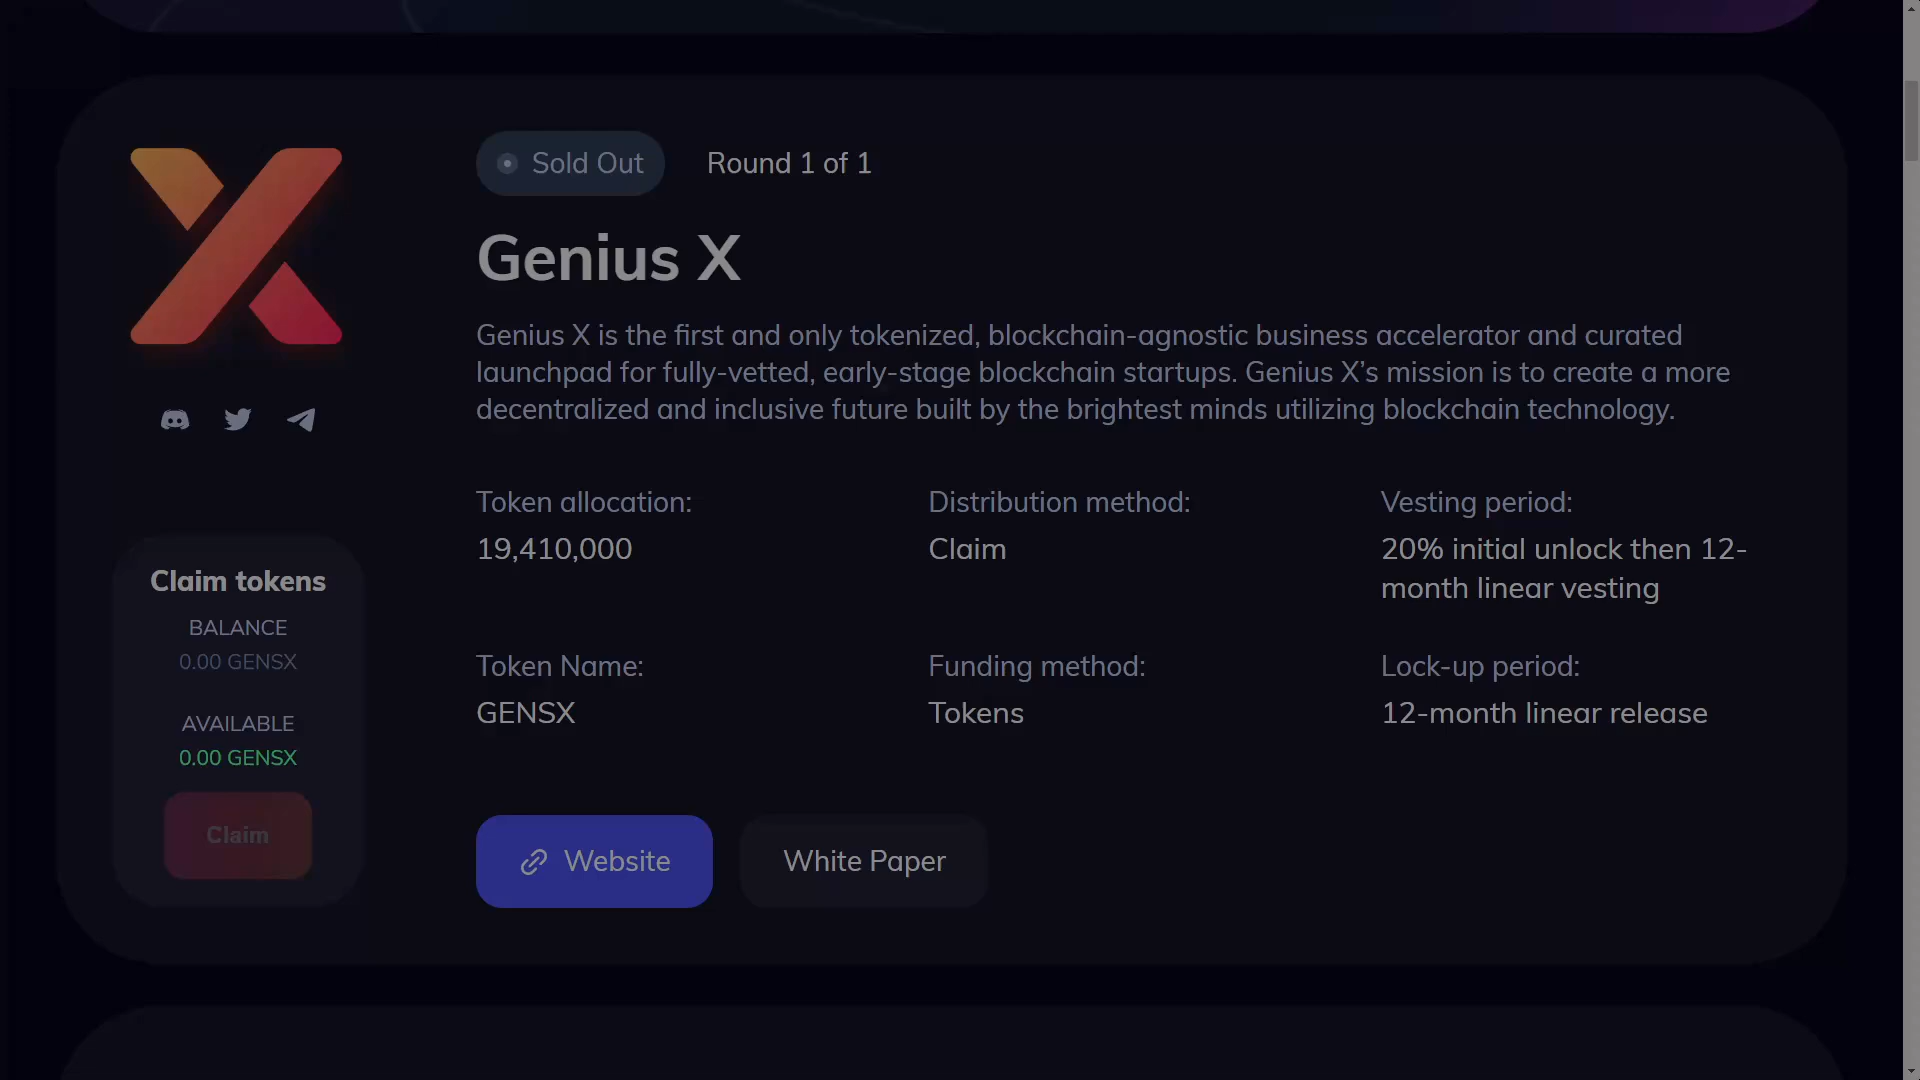 Sold Out
Round 1 of 1
Genius X
Genius X is the first and only tokenized, blockchain-agnostic business accelerator and curated
launchpad for fully-vetted, early-stage blockchain startups. Genius X’s mission is to create a more
decentralized and inclusive future built by the brightest minds utilizing blockchain technology.
Token allocation:
19,410,000
Distribution method:
Claim
Vesting period:
20% initial unlock then 12-
month linear vesting
Token Name:
GENSX
Funding method:
Tokens
Lock-up period:
12-month linear release
Claim tokens
BALANCE
0.00 GENSX
AVAILABLE
0.00 GENSX
Claim
Website
White Paper